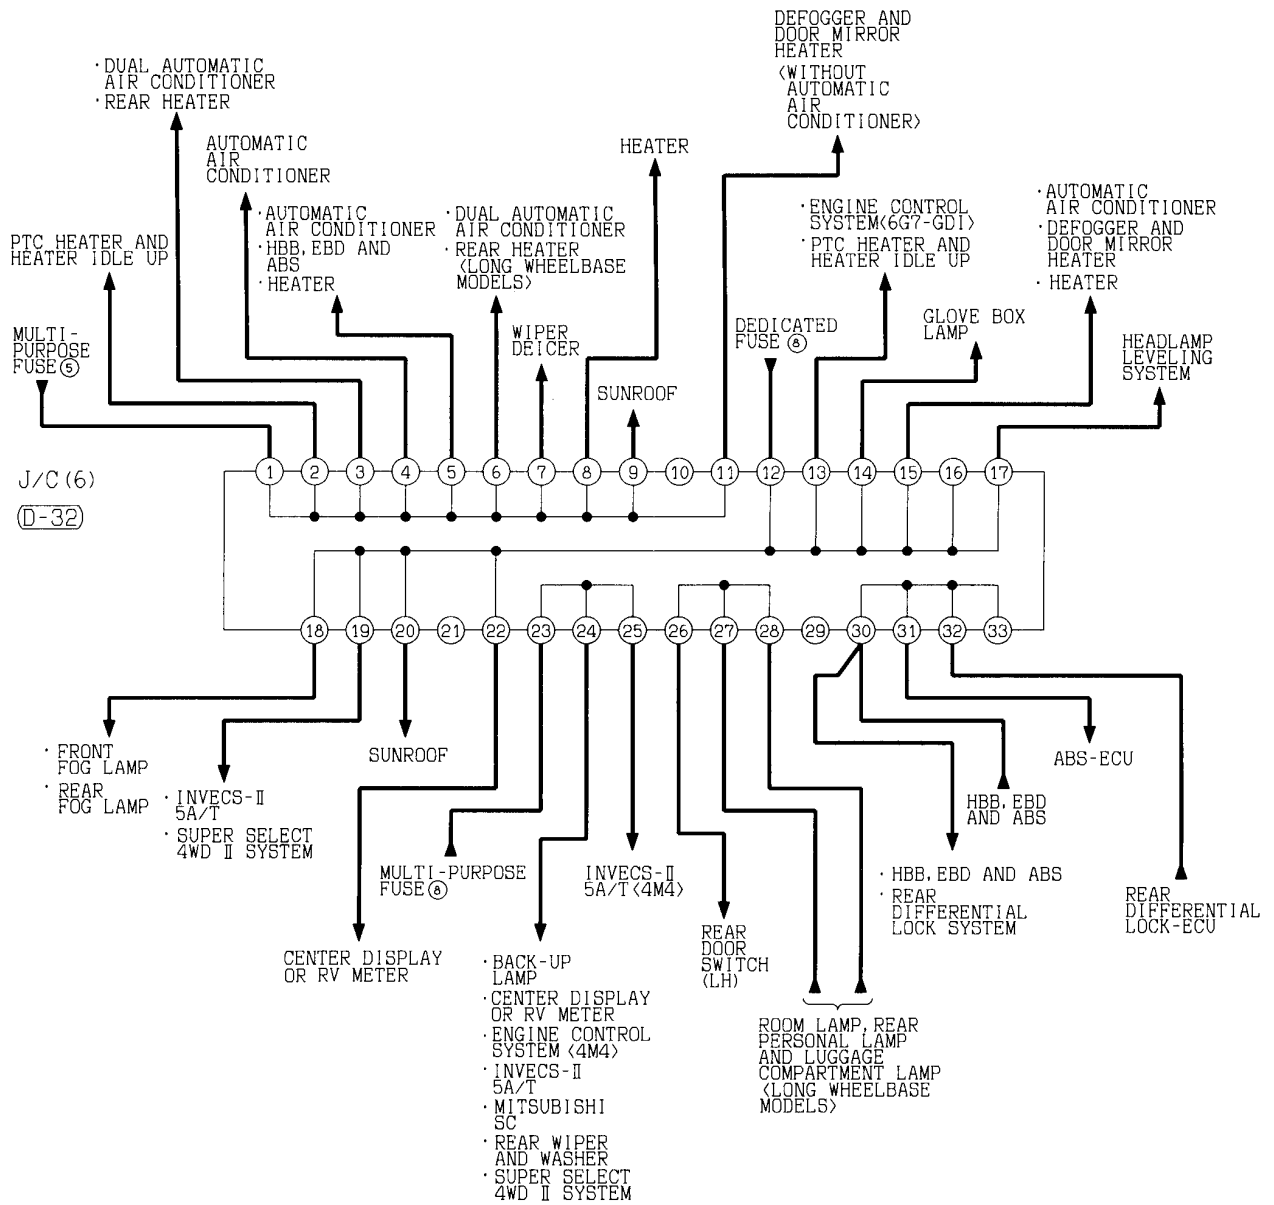 DEFOGGER AND
DOOR MIRROR
HEATER
<WITHOUT
AUTOMATIC
AIR
CONDITIONER>
·DUAL AUTOMATIC
AIR CONDITIONER
·REAR HEATER
AUTOMATIC
AIR
CONDITIONER
HEATER
·AUTOMATIC
AIR CONDITIONER
·HBB, EBD AND
ABS
·HEATER
·DUAL AUTOMATIC
AIR CONDITIONER
·REAR HEATER
<LONG WHEELBASE
MODELS>
·ENGINE CONTROL
SYSTEM<6G7-GDI>
·PTC HEATER AND
HEATER IDLE UP
·AUTOMATIC
AIR CONDITIONER
·DEFOGGER AND
DOOR MIRROR
HEATER
·HEATER
PTC HEATER AND
HEATER IDLE UP
MULTI-
PURPOSE
FUSE⑤
WIPER
DEICER
SUNROOF
DEDICATED
FUSE ⑧
GLOVE BOX
LAMP
HEADLAMP
LEVELING
SYSTEM
1 2 3 4 5 6 7 8 9 10 11 12 13 14 15 16 17
J/C (6)
D-32
18 19 20 21 22 23 24 25 26 27 28 29 30 31 32 33
·FRONT
FOG LAMP
·REAR
FOG LAMP
·INVECS-Ⅱ
5A/T
·SUPER SELECT
4WD Ⅱ SYSTEM
SUNROOF
CENTER DISPLAY
OR RV METER
MULTI-PURPOSE
FUSE⑧
·BACK-UP
LAMP
·CENTER DISPLAY
OR RV METER
·ENGINE CONTROL
SYSTEM <4M4>
·INVECS-Ⅱ
5A/T
·MITSUBISHI
SC
·REAR WIPER
AND WASHER
·SUPER SELECT
4WD Ⅱ SYSTEM
INVECS-Ⅱ
5A/T<4M4>
REAR
DOOR
SWITCH
(LH)
ROOM LAMP, REAR
PERSONAL LAMP
AND LUGGAGE
COMPARTMENT LAMP
<LONG WHEELBASE
MODELS>
·HBB, EBD AND ABS
·REAR
DIFFERENTIAL
LOCK SYSTEM
HBB, EBD
AND ABS
ABS-ECU
REAR
DIFFERENTIAL
LOCK-ECU